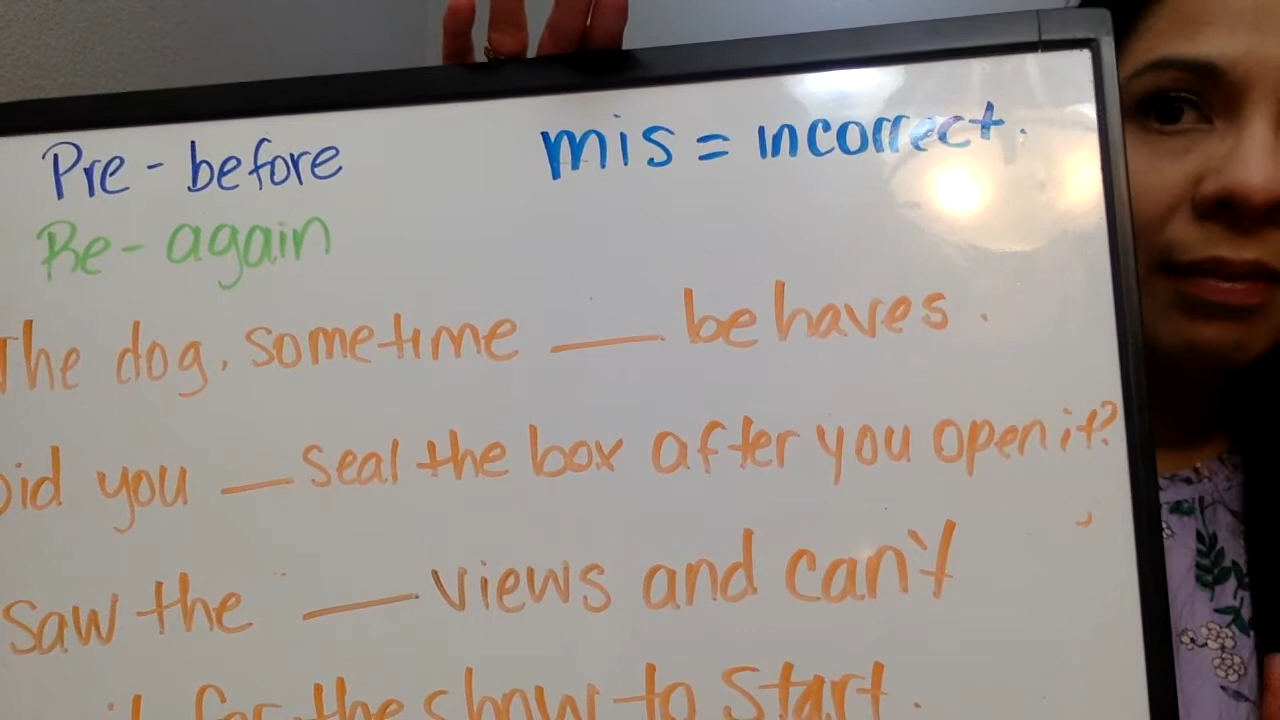 Pre - before
mis = incorrect.
Re - again
The dog, sometime ___ behaves.
Did you ___ seal the box after you open it?
saw the ___ views and can't
for the show to start.